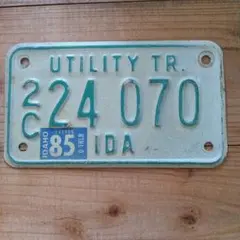 UTILITY TR.
2C 24 070
IDAHO 85
IDA